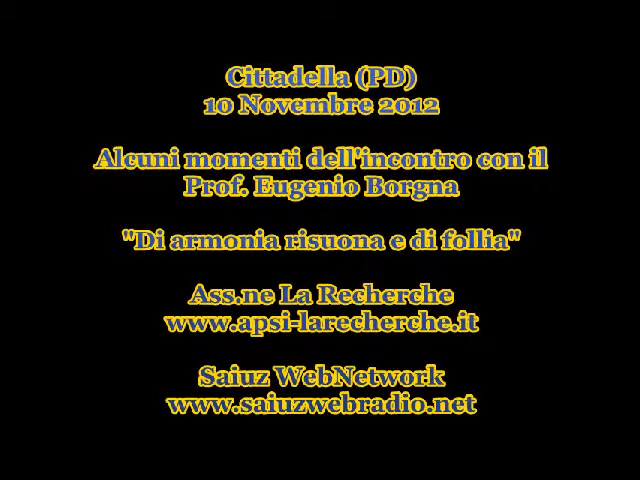 Cittadella (PD)
10 Novembre 2012
Alcuni momenti dell'incontro con il
Prof. Eugenio Borgna
"Di armonia risuona e di follia"
Ass.ne La Recherche
www.apsi-larecherche.it
Saiuz WebNetwork
www.saiuzwebradio.net